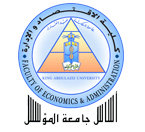 كلية الاقتصاد والإدارة
KING ABDULAZIZ UNIVERSITY
FACULTY OF ECONOMICS & ADMINISTRATION
جامعة المؤسس